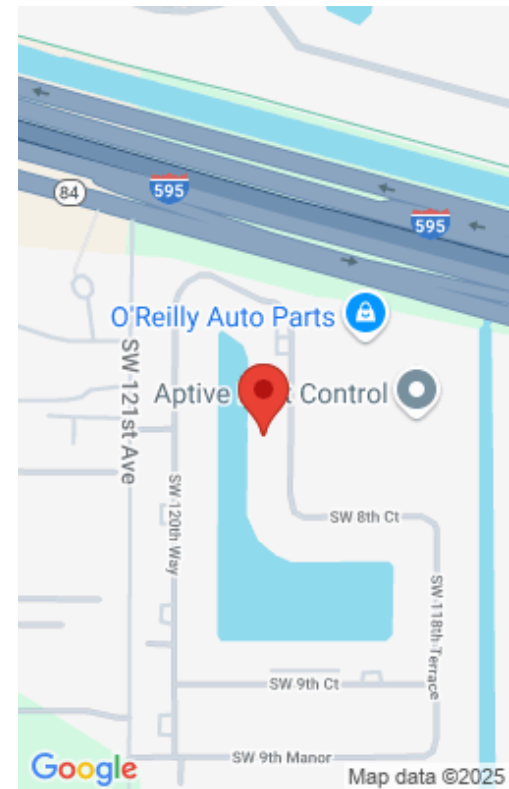 84
595
595
O'Reilly Auto Parts
SW 121st Ave
Aptive
Control
SW 120th Way
SW 8th Ct
SW 118th Terrace
SW 9th Ct
SW 9th Manor
Google
Map data ©2025